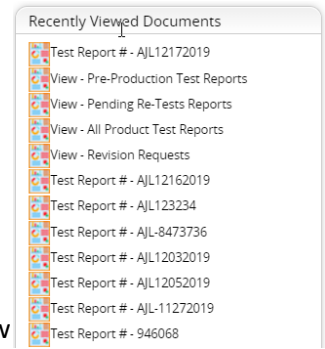 Recently Viewed Documents
Test Report # - AJL12172019
View - Pre-Production Test Reports
View - Pending Re-Tests Reports
View - All Product Test Reports
View - Revision Requests
Test Report # - AJL12162019
Test Report # - AJL123234
Test Report # - AJL-8473736
Test Report # - AJL12032019
Test Report # - AJL12052019
Test Report # - AJL-11272019
v
Test Report # - 946068